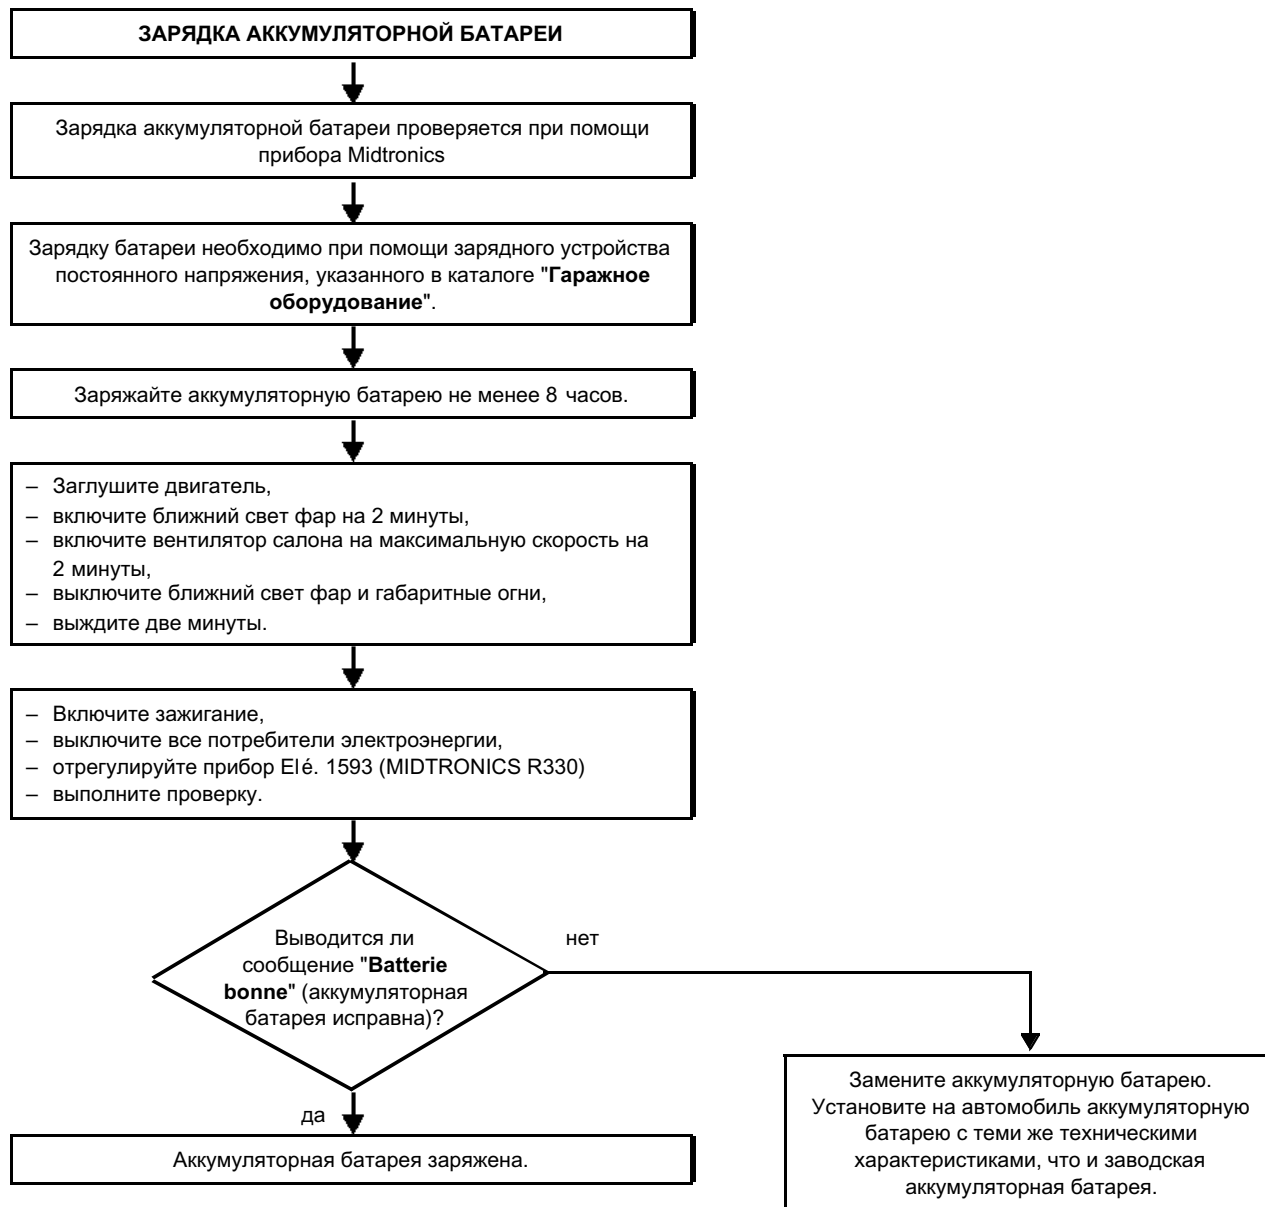 ЗАРЯДКА АККУМУЛЯТОРНОЙ БАТАРЕИ
Зарядка аккумуляторной батареи проверяется при помощи
прибора Midtronics
Зарядку батареи необходимо при помощи зарядного устройства
постоянного напряжения, указанного в каталоге "Гаражное
оборудование".
Заряжайте аккумуляторную батарею не менее 8 часов.
– Заглушите двигатель,
– включите ближний свет фар на 2 минуты,
– включите вентилятор салона на максимальную скорость на
2 минуты,
– выключите ближний свет фар и габаритные огни,
– выждите две минуты.
– Включите зажигание,
– выключите все потребители электроэнергии,
– отрегулируйте прибор Elé. 1593 (MIDTRONICS R330)
– выполните проверку.
Выводится ли
сообщение "Batterie
bonne" (аккумуляторная
батарея исправна)?
нет
да
Аккумуляторная батарея заряжена.
Замените аккумуляторную батарею.
Установите на автомобиль аккумуляторную
батарею с теми же техническими
характеристиками, что и заводская
аккумуляторная батарея.